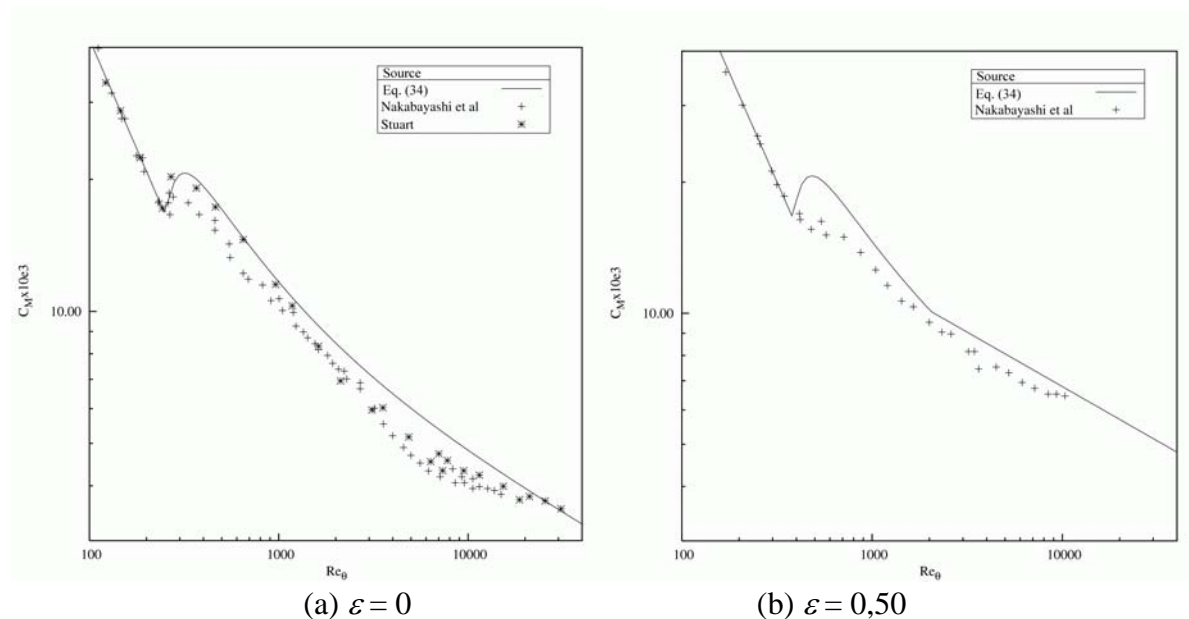 Source
Eq. (34)
Nakabayashi et al
Stuart
C_M x10e3
10.00
100
1000
10000
Re_θ
(a) ε = 0
Source
Eq. (34)
Nakabayashi et al
C_M x10e3
10.00
100
1000
10000
Re_θ
(b) ε = 0,50